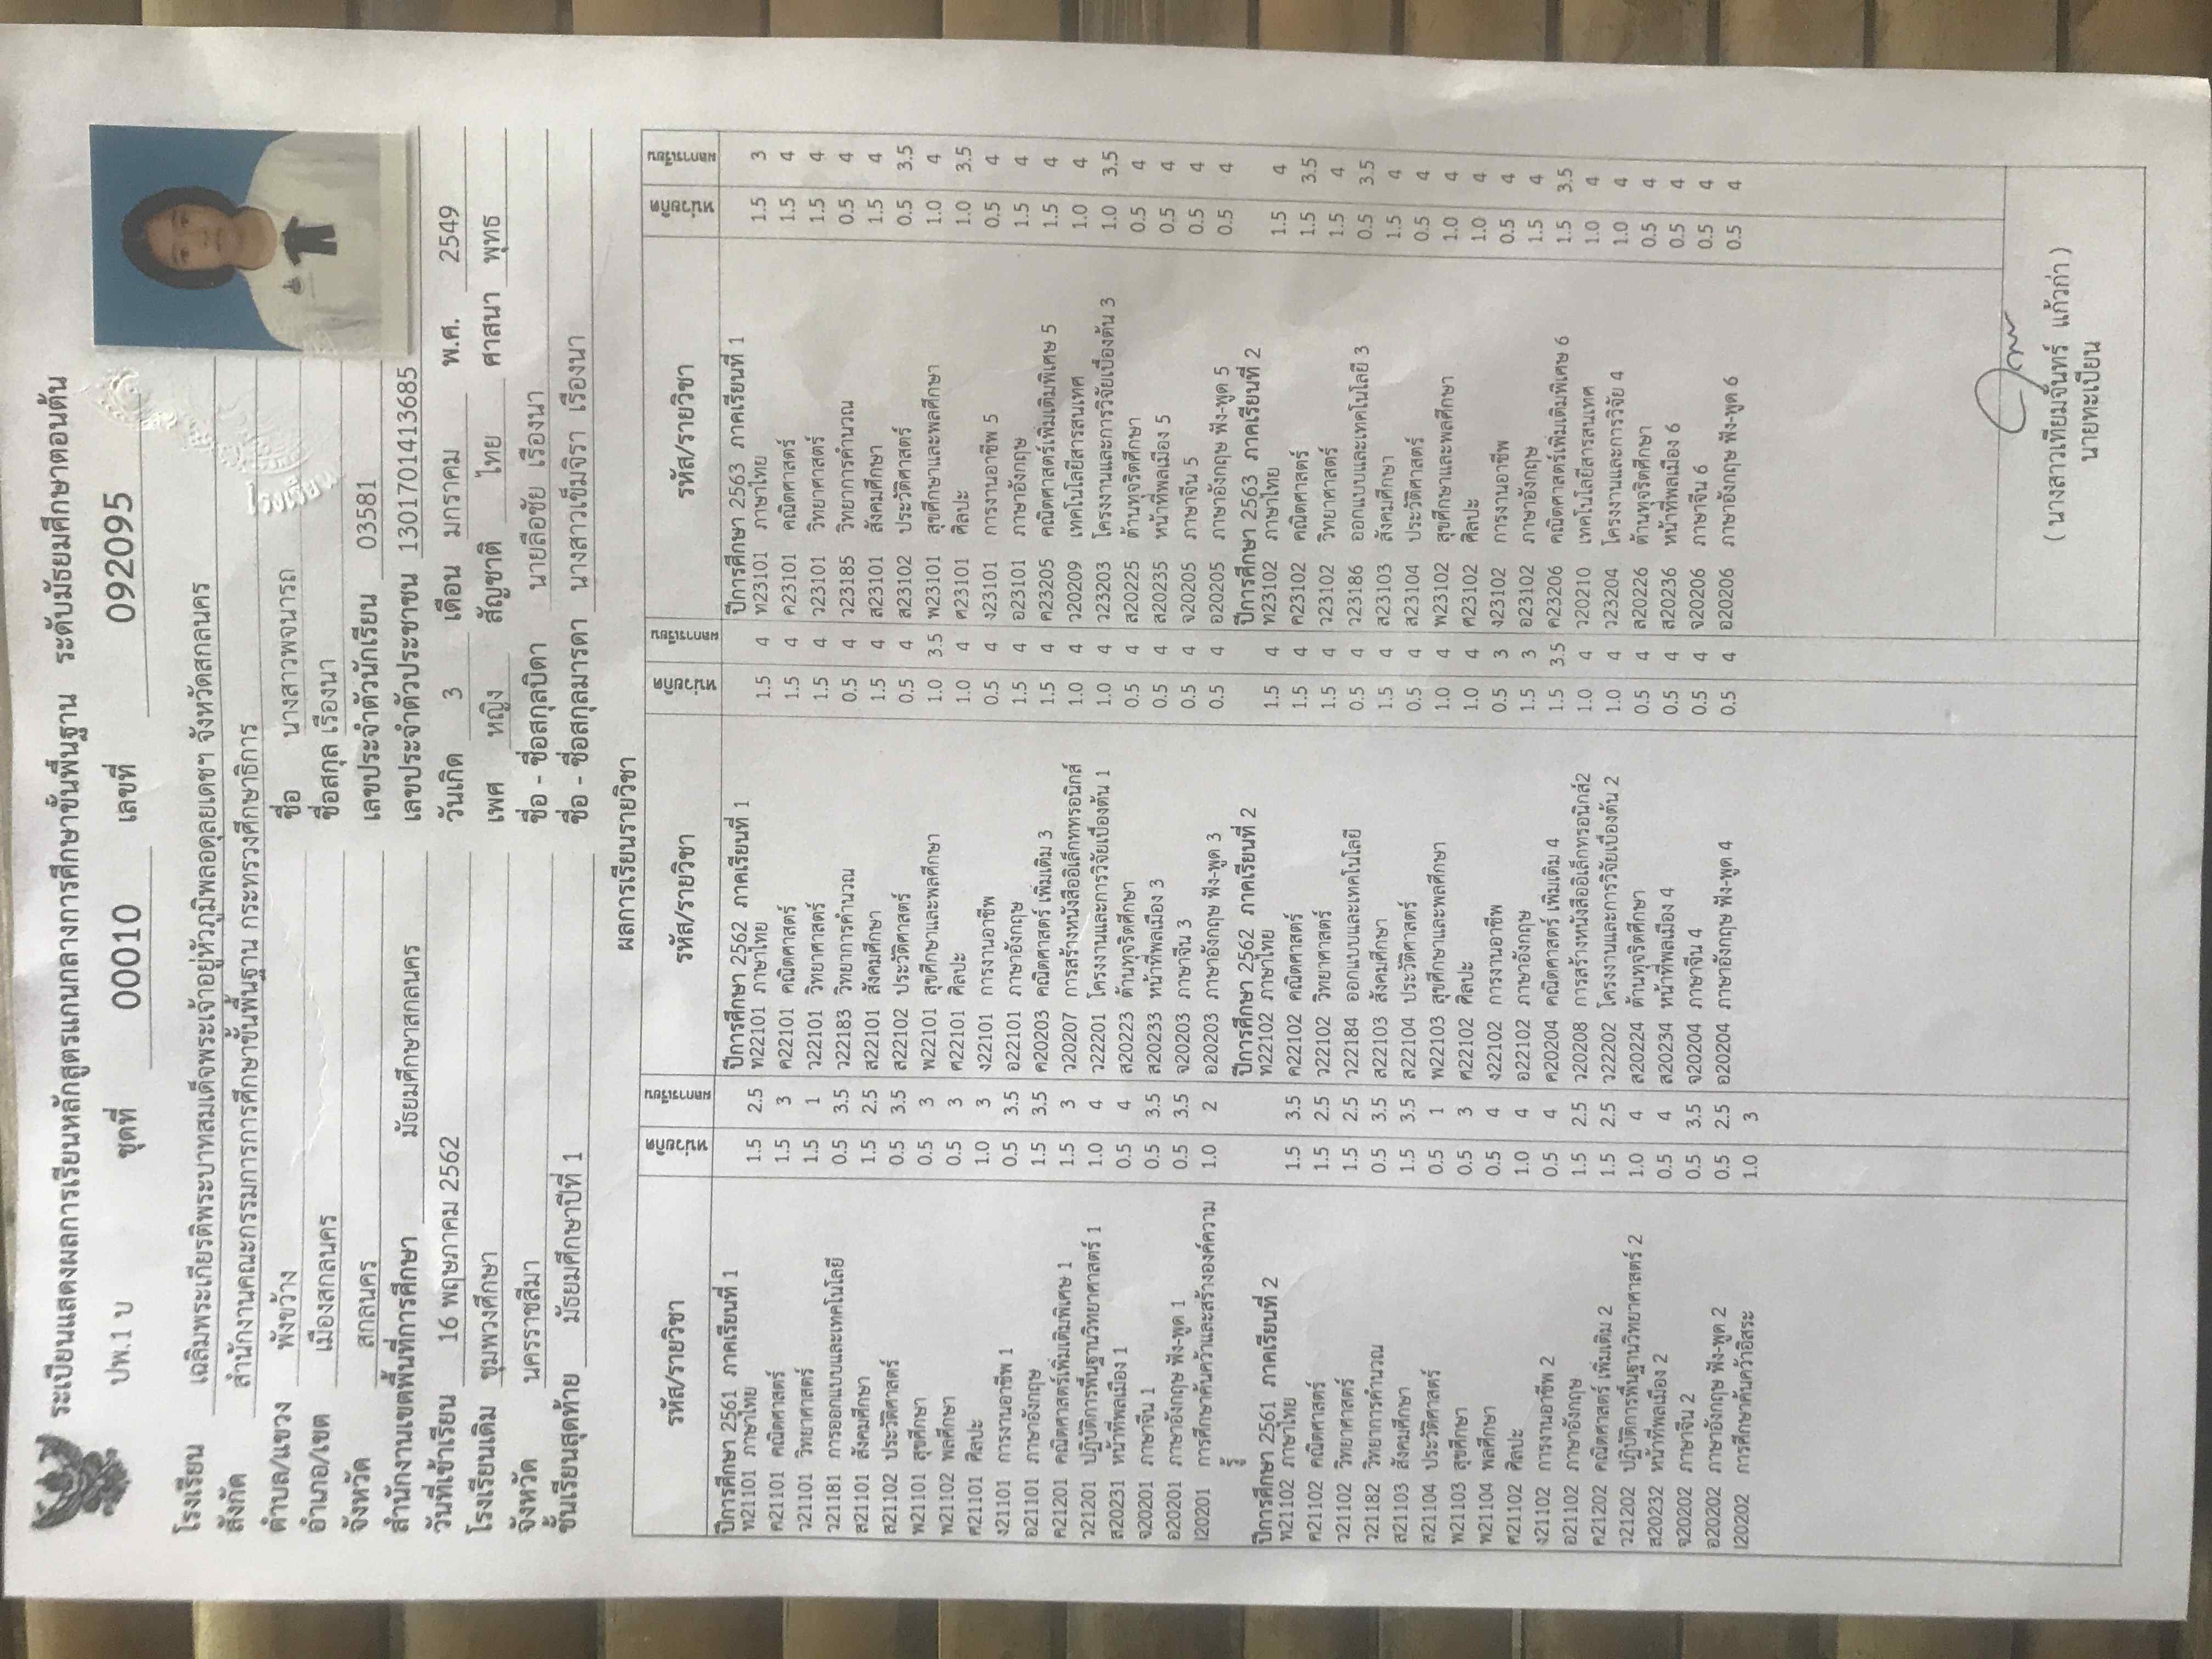 ระเบียนแสดงผลการเรียนหลักสูตรแกนกลางการศึกษาขั้นพื้นฐาน ระดับมัธยมศึกษาตอนต้น
ปพ.1 บ ชุดที่ 00010 เลขที่ 092095
โรงเรียน เฉลิมพระเกียรติพระบาทสมเด็จพระเจ้าอยู่หัวภูมิพลอดุลยเดชฯ จังหวัดสกลนคร
สังกัด สำนักงานคณะกรรมการการศึกษาขั้นพื้นฐาน กระทรวงศึกษาธิการ
ตำบล/แขวง พังขว้าง
อำเภอ/เขต เมืองสกลนคร
จังหวัด สกลนคร
สำนักงานเขตพื้นที่การศึกษา มัธยมศึกษาสกลนคร
วันที่เข้าเรียน 16 พฤษภาคม 2562
โรงเรียนเดิม ชุมพวงศึกษา
จังหวัด นครราชสีมา
ชั้นเรียนสุดท้าย มัธยมศึกษาปีที่ 1
ชื่อ นางสาวพจนารถ
ชื่อสกุล เรืองนา
เลขประจำตัวนักเรียน 03581
เลขประจำตัวประชาชน 1301701413685
วันเกิด 3 เดือน มกราคม พ.ศ. 2549
เพศ หญิง สัญชาติ ไทย ศาสนา พุทธ
ชื่อ - ชื่อสกุลบิดา นายลือชัย เรืองนา
ชื่อ - ชื่อสกุลมารดา นางสาวเข็มจิรา เรืองนา
โรงเรียน
ผลการเรียนรายวิชา
รหัส/รายวิชา หน่วยกิต ผลการเรียน
ปีการศึกษา 2561 ภาคเรียนที่ 1
ท21101 ภาษาไทย 1.5 2.5
ค21101 คณิตศาสตร์ 1.5 3
ว21101 วิทยาศาสตร์ 1.5 1
ว21181 การออกแบบและเทคโนโลยี 0.5 3.5
ส21101 สังคมศึกษา 1.5 2.5
ส21102 ประวัติศาสตร์ 0.5 3.5
พ21101 สุขศึกษา 0.5 3
พ21102 พลศึกษา 0.5 3
ศ21101 ศิลปะ 1.0 3
ง21101 การงานอาชีพ 1 0.5 3.5
อ21101 ภาษาอังกฤษ 1.5 3.5
ค21201 คณิตศาสตร์เพิ่มเติมพิเศษ 1 1.5 3
ว21201 ปฏิบัติการพื้นฐานวิทยาศาสตร์ 1 1.0 4
ส20231 หน้าที่พลเมือง 1 0.5 4
จ20201 ภาษาจีน 1 0.5 3.5
อ20201 ภาษาอังกฤษ ฟัง-พูด 1 0.5 3.5
I20201 การศึกษาค้นคว้าและสร้างองค์ความ 1.0 2
รู้
ปีการศึกษา 2561 ภาคเรียนที่ 2
ท21102 ภาษาไทย 1.5 3.5
ค21102 คณิตศาสตร์ 1.5 2.5
ว21102 วิทยาศาสตร์ 1.5 2.5
ว21182 วิทยาการคำนวณ 0.5 3.5
ส21103 สังคมศึกษา 1.5 3.5
ส21104 ประวัติศาสตร์ 0.5 1
พ21103 สุขศึกษา 0.5 3
พ21104 พลศึกษา 0.5 4
ศ21102 ศิลปะ 1.0 4
ง21102 การงานอาชีพ 2 0.5 4
อ21102 ภาษาอังกฤษ 1.5 2.5
ค21202 คณิตศาสตร์ เพิ่มเติม 2 1.5 2.5
ว21202 ปฏิบัติการพื้นฐานวิทยาศาสตร์ 2 1.0 4
ส20232 หน้าที่พลเมือง 2 0.5 4
จ20202 ภาษาจีน 2 0.5 3.5
อ20202 ภาษาอังกฤษ ฟัง-พูด 2 0.5 2.5
I20202 การศึกษาค้นคว้าอิสระ 1.0 3
รหัส/รายวิชา หน่วยกิต ผลการเรียน
ปีการศึกษา 2562 ภาคเรียนที่ 1
ท22101 ภาษาไทย 1.5 4
ค22101 คณิตศาสตร์ 1.5 4
ว22101 วิทยาศาสตร์ 1.5 4
ว22183 วิทยาการคำนวณ 0.5 4
ส22101 สังคมศึกษา 1.5 4
ส22102 ประวัติศาสตร์ 0.5 4
พ22101 สุขศึกษาและพลศึกษา 1.0 3.5
ศ22101 ศิลปะ 1.0 4
ง22101 การงานอาชีพ 0.5 4
อ22101 ภาษาอังกฤษ 1.5 4
ค20203 คณิตศาสตร์ เพิ่มเติม 3 1.5 4
ว20207 การสร้างหนังสืออิเล็กททรอนิกส์ 1.0 4
ว22201 โครงงานและการวิจัยเบื้องต้น 1 1.0 4
ส20223 ต้านทุจริตศึกษา 0.5 4
ส20233 หน้าที่พลเมือง 3 0.5 4
จ20203 ภาษาจีน 3 0.5 4
อ20203 ภาษาอังกฤษ ฟัง-พูด 3 0.5 4
ปีการศึกษา 2562 ภาคเรียนที่ 2
ท22102 ภาษาไทย 1.5 4
ค22102 คณิตศาสตร์ 1.5 4
ว22102 วิทยาศาสตร์ 1.5 4
ว22184 ออกแบบและเทคโนโลยี 0.5 4
ส22103 สังคมศึกษา 1.5 4
ส22104 ประวัติศาสตร์ 0.5 4
พ22103 สุขศึกษาและพลศึกษา 1.0 4
ศ22102 ศิลปะ 1.0 4
ง22102 การงานอาชีพ 0.5 3
อ22102 ภาษาอังกฤษ 1.5 3
ค20204 คณิตศาสตร์ เพิ่มเติม 4 1.5 3.5
ว20208 การสร้างหนังสืออิเล็กทรอนิกส์2 1.0 4
ว22202 โครงงานและการวิจัยเบื้องต้น 2 1.0 4
ส20224 ต้านทุจริตศึกษา 0.5 4
ส20234 หน้าที่พลเมือง 4 0.5 4
จ20204 ภาษาจีน 4 0.5 4
อ20204 ภาษาอังกฤษ ฟัง-พูด 4 0.5 4
รหัส/รายวิชา หน่วยกิต ผลการเรียน
ปีการศึกษา 2563 ภาคเรียนที่ 1
ท23101 ภาษาไทย 1.5 3
ค23101 คณิตศาสตร์ 1.5 4
ว23101 วิทยาศาสตร์ 1.5 4
ว23185 วิทยาการคำนวณ 0.5 4
ส23101 สังคมศึกษา 1.5 4
ส23102 ประวัติศาสตร์ 0.5 3.5
พ23101 สุขศึกษาและพลศึกษา 1.0 4
ศ23101 ศิลปะ 1.0 3.5
ง23101 การงานอาชีพ 5 0.5 4
อ23101 ภาษาอังกฤษ 1.5 4
ค23205 คณิตศาสตร์เพิ่มเติมพิเศษ 5 1.5 4
ว20209 เทคโนโลยีสารสนเทศ 1.0 4
ว23203 โครงงานและการวิจัยเบื้องต้น 3 1.0 3.5
ส20225 ต้านทุจริตศึกษา 0.5 4
ส20235 หน้าที่พลเมือง 5 0.5 4
จ20205 ภาษาจีน 5 0.5 4
อ20205 ภาษาอังกฤษ ฟัง-พูด 5 0.5 4
ปีการศึกษา 2563 ภาคเรียนที่ 2
ท23102 ภาษาไทย 1.5 4
ค23102 คณิตศาสตร์ 1.5 3.5
ว23102 วิทยาศาสตร์ 1.5 4
ว23186 ออกแบบและเทคโนโลยี 3 0.5 3.5
ส23103 สังคมศึกษา 1.5 4
ส23104 ประวัติศาสตร์ 0.5 4
พ23102 สุขศึกษาและพลศึกษา 1.0 4
ศ23102 ศิลปะ 1.0 4
ง23102 การงานอาชีพ 0.5 4
อ23102 ภาษาอังกฤษ 1.5 4
ค23206 คณิตศาสตร์เพิ่มเติมพิเศษ 6 1.5 3.5
ว20210 เทคโนโลยีสารสนเทศ 1.0 4
ว23204 โครงงานและการวิจัย 4 1.0 4
ส20226 ต้านทุจริตศึกษา 0.5 4
ส20236 หน้าที่พลเมือง 6 0.5 4
จ20206 ภาษาจีน 6 0.5 4
อ20206 ภาษาอังกฤษ ฟัง-พูด 6 0.5 4
( นางสาวเทียมจันทร์ แก้วก่า )
นายทะเบียน